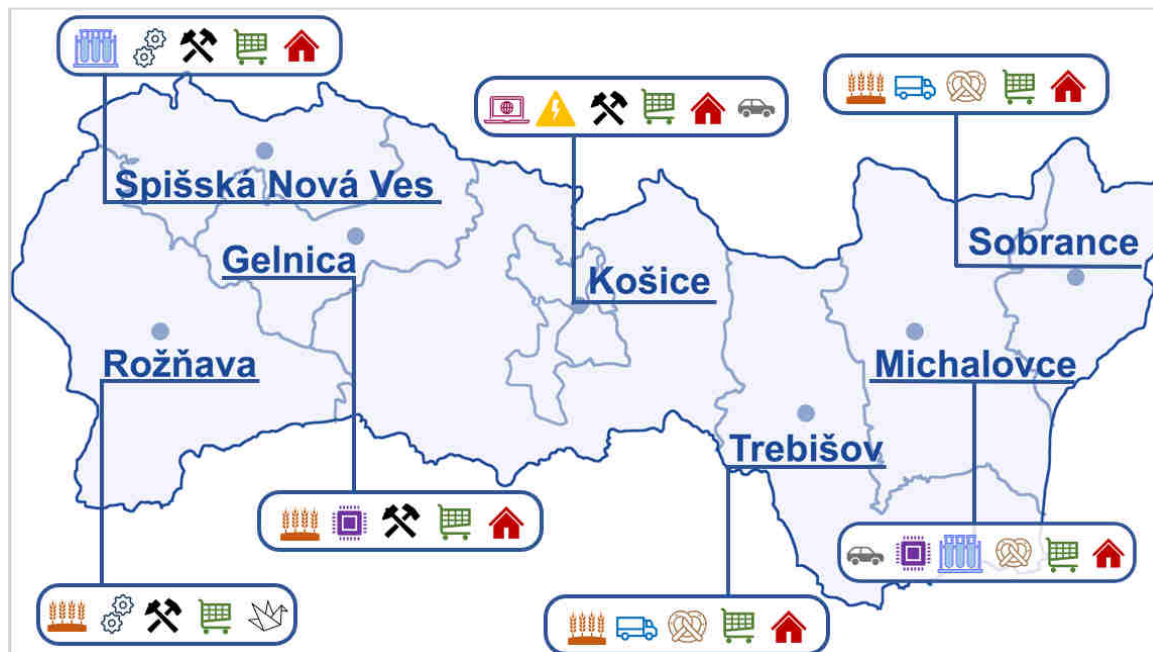 Spišská Nová Ves
Gelnica
Sobrance
Košice
Rožňava
Michalovce
Trebišov